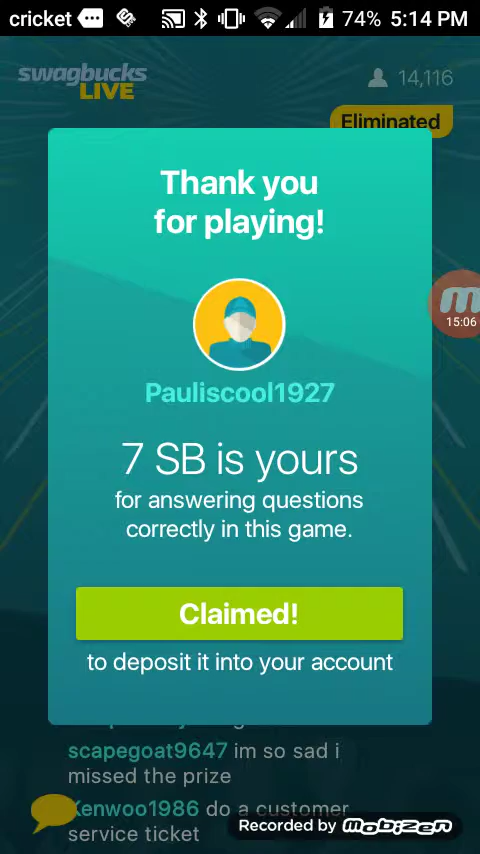 cricket 74% 5:14 PM
swagbucks
LIVE
14,116
Eliminated
Thank you
for playing!
15:06
Pauliscool1927
7 SB is yours
for answering questions
correctly in this game.
Claimed!
to deposit it into your account
scapegoat9647 im so sad i
missed the prize
Kenwoo1986 do a customer
service ticket
Recorded by mobizen